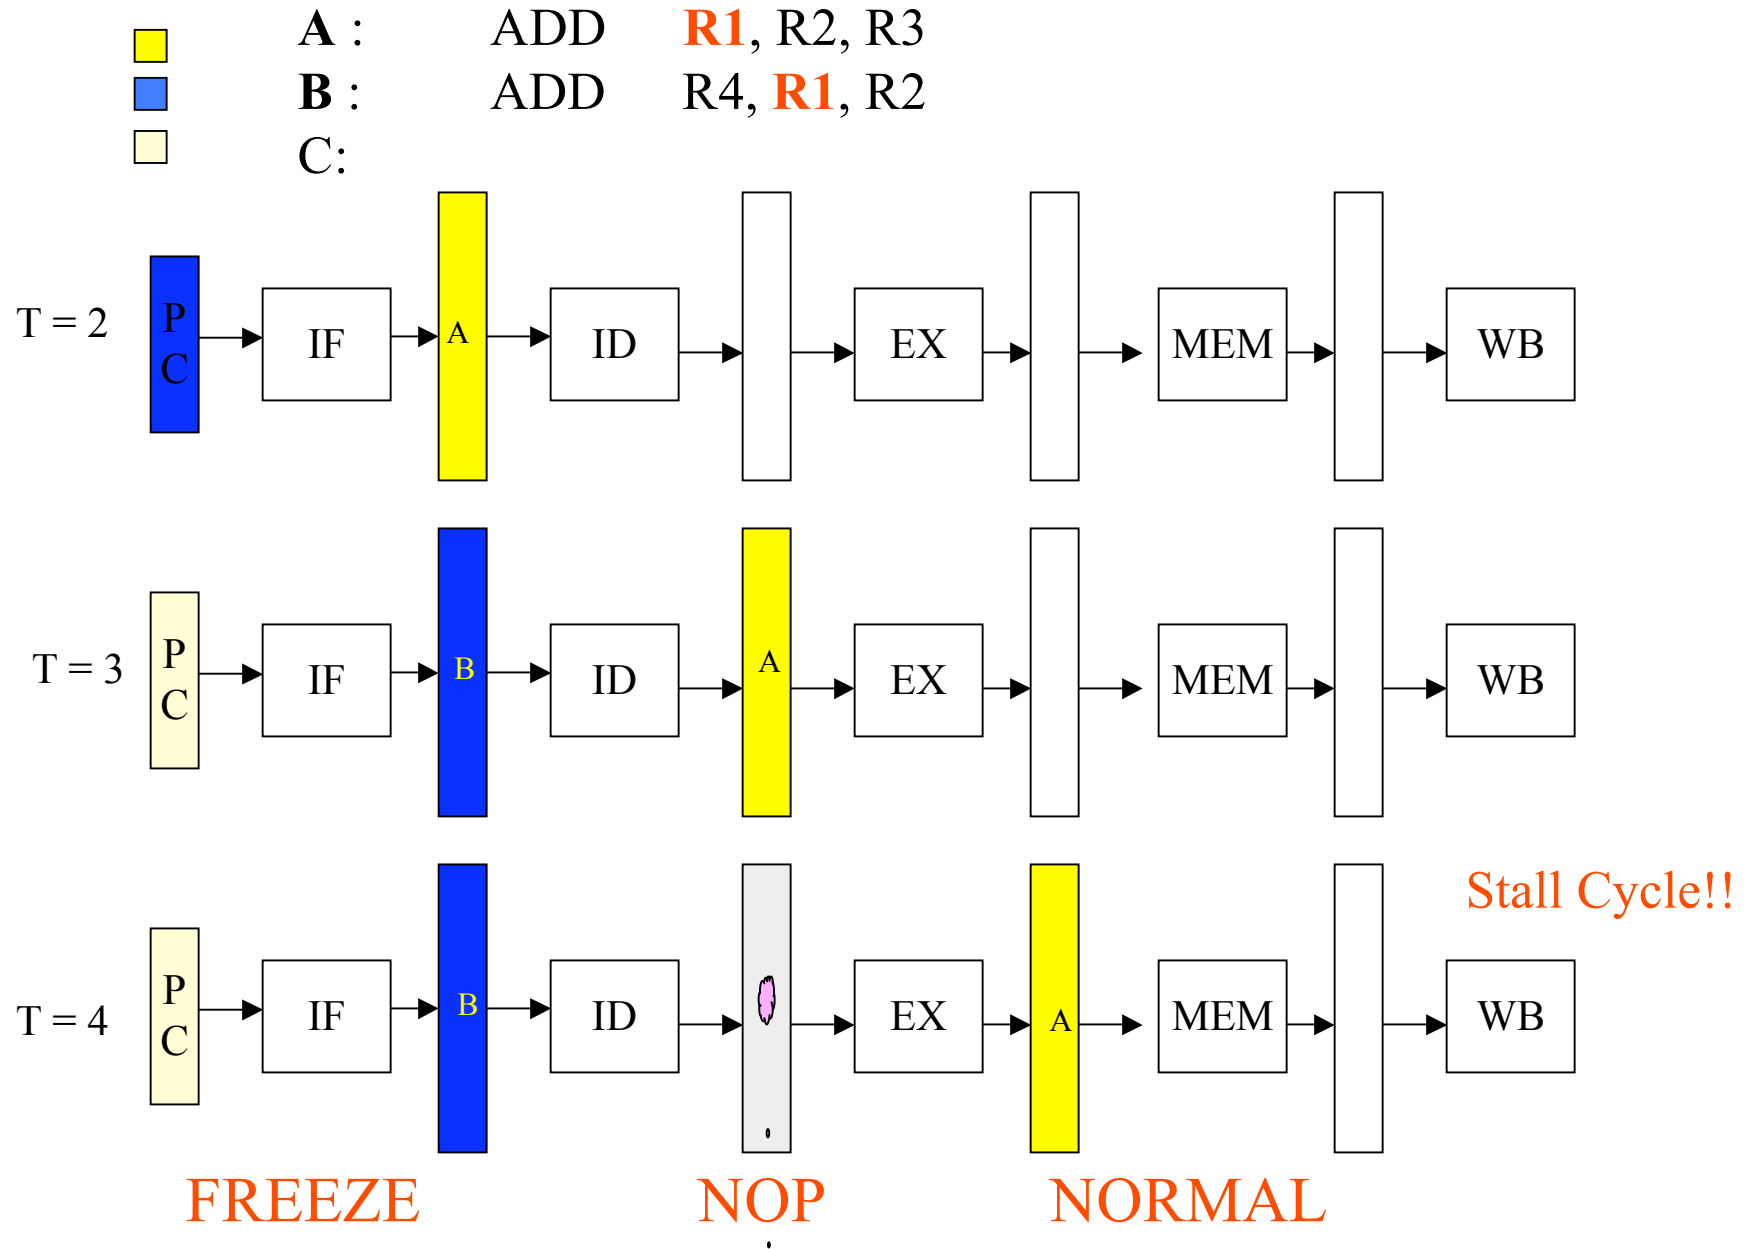 A : ADD R1, R2, R3
B : ADD R4, R1, R2
C:
T = 2 P C IF A ID EX MEM WB
T = 3 P C IF B ID A EX MEM WB
Stall Cycle!!
T = 4 P C IF B ID EX A MEM WB
FREEZE NOP NORMAL